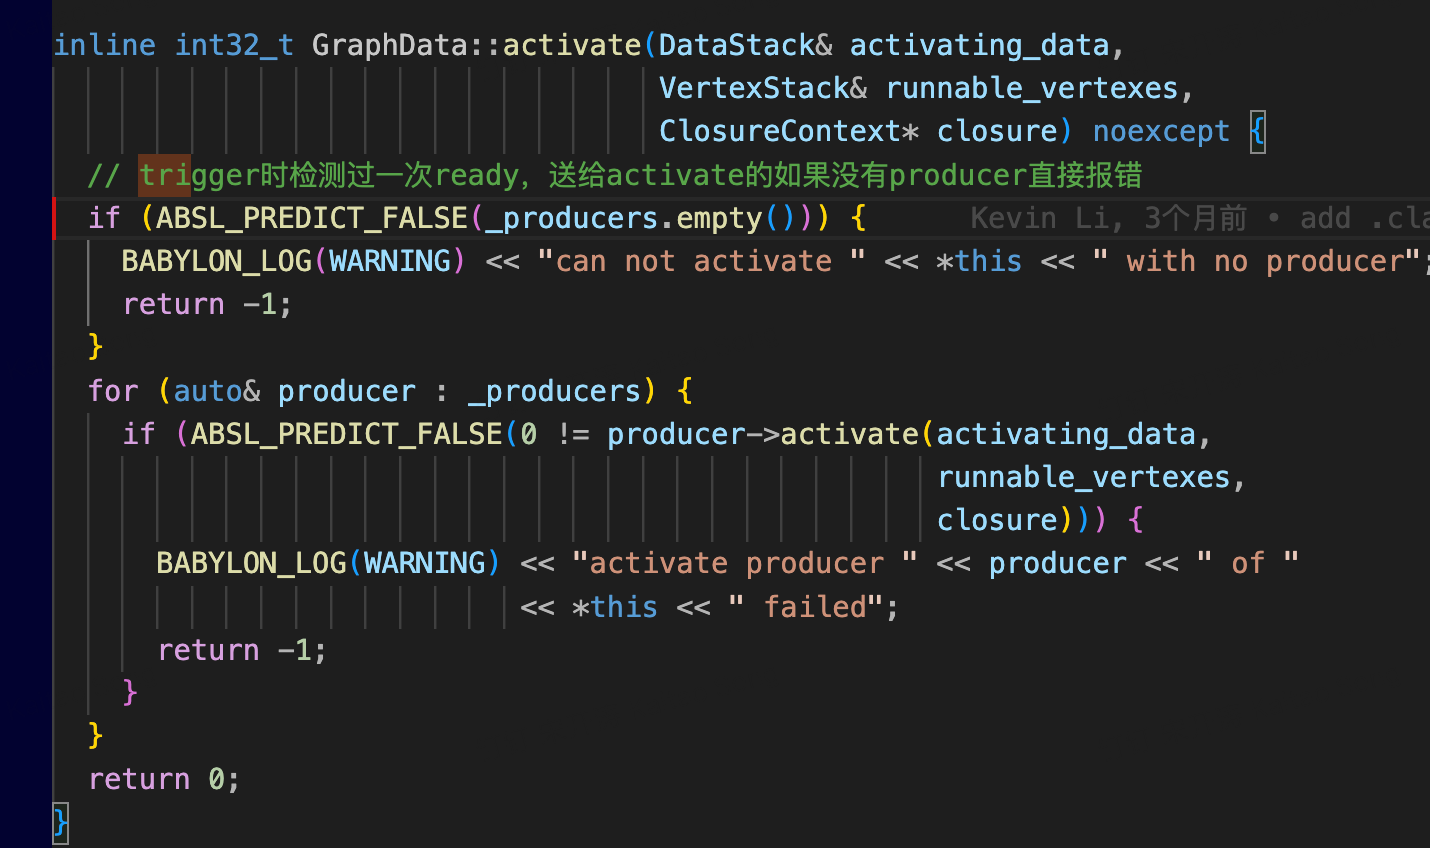 inline int32_t GraphData::activate(DataStack& activating_data,
VertexStack& runnable_vertexes,
ClosureContext* closure) noexcept {
// trigger时检测过一次ready，送给activate的如果没有producer直接报错
if (ABSL_PREDICT_FALSE(_producers.empty())) { Kevin Li, 3个月前 • add
BABYLON_LOG(WARNING) << "can not activate " << *this << " with no producer";
return -1;
}
for (auto& producer : _producers) {
if (ABSL_PREDICT_FALSE(0 != producer->activate(activating_data,
runnable_vertexes,
closure))) {
BABYLON_LOG(WARNING) << "activate producer " << producer << " of "
<< *this << " failed";
return -1;
}
}
return 0;
}